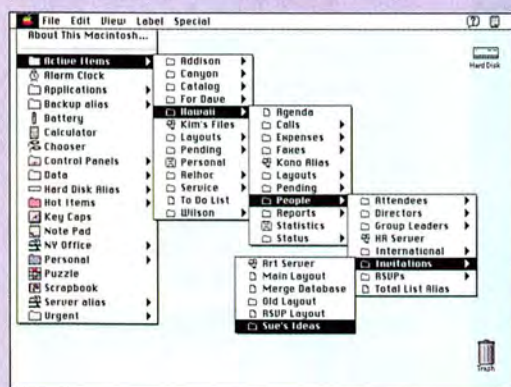 File Edit View Label Special
About This Macintosh...
Hard Disk
Active Items
Alarm Clock
Applications
Backup alias
Battery
Calculator
Chooser
Control Panels
Data
Hard Disk Alias
Hot Items
Key Caps
Note Pad
NY Office
Personal
Puzzle
Scrapbook
Server alias
Urgent
Addison
Canyon
Catalog
For Dave
Hawaii
Kim's Files
Layouts
Pending
Personal
Relhor
Service
To Do List
Wilson
Agenda
Calls
Expenses
Faxes
Kono Alias
Layouts
Pending
People
Reports
Statistics
Status
Attendees
Directors
Group Leaders
HR Server
International
Invitations
RSVPs
Total List Alias
Art Server
Main Layout
Merge Database
Old Layout
RSVP Layout
Sue's Ideas
Trash